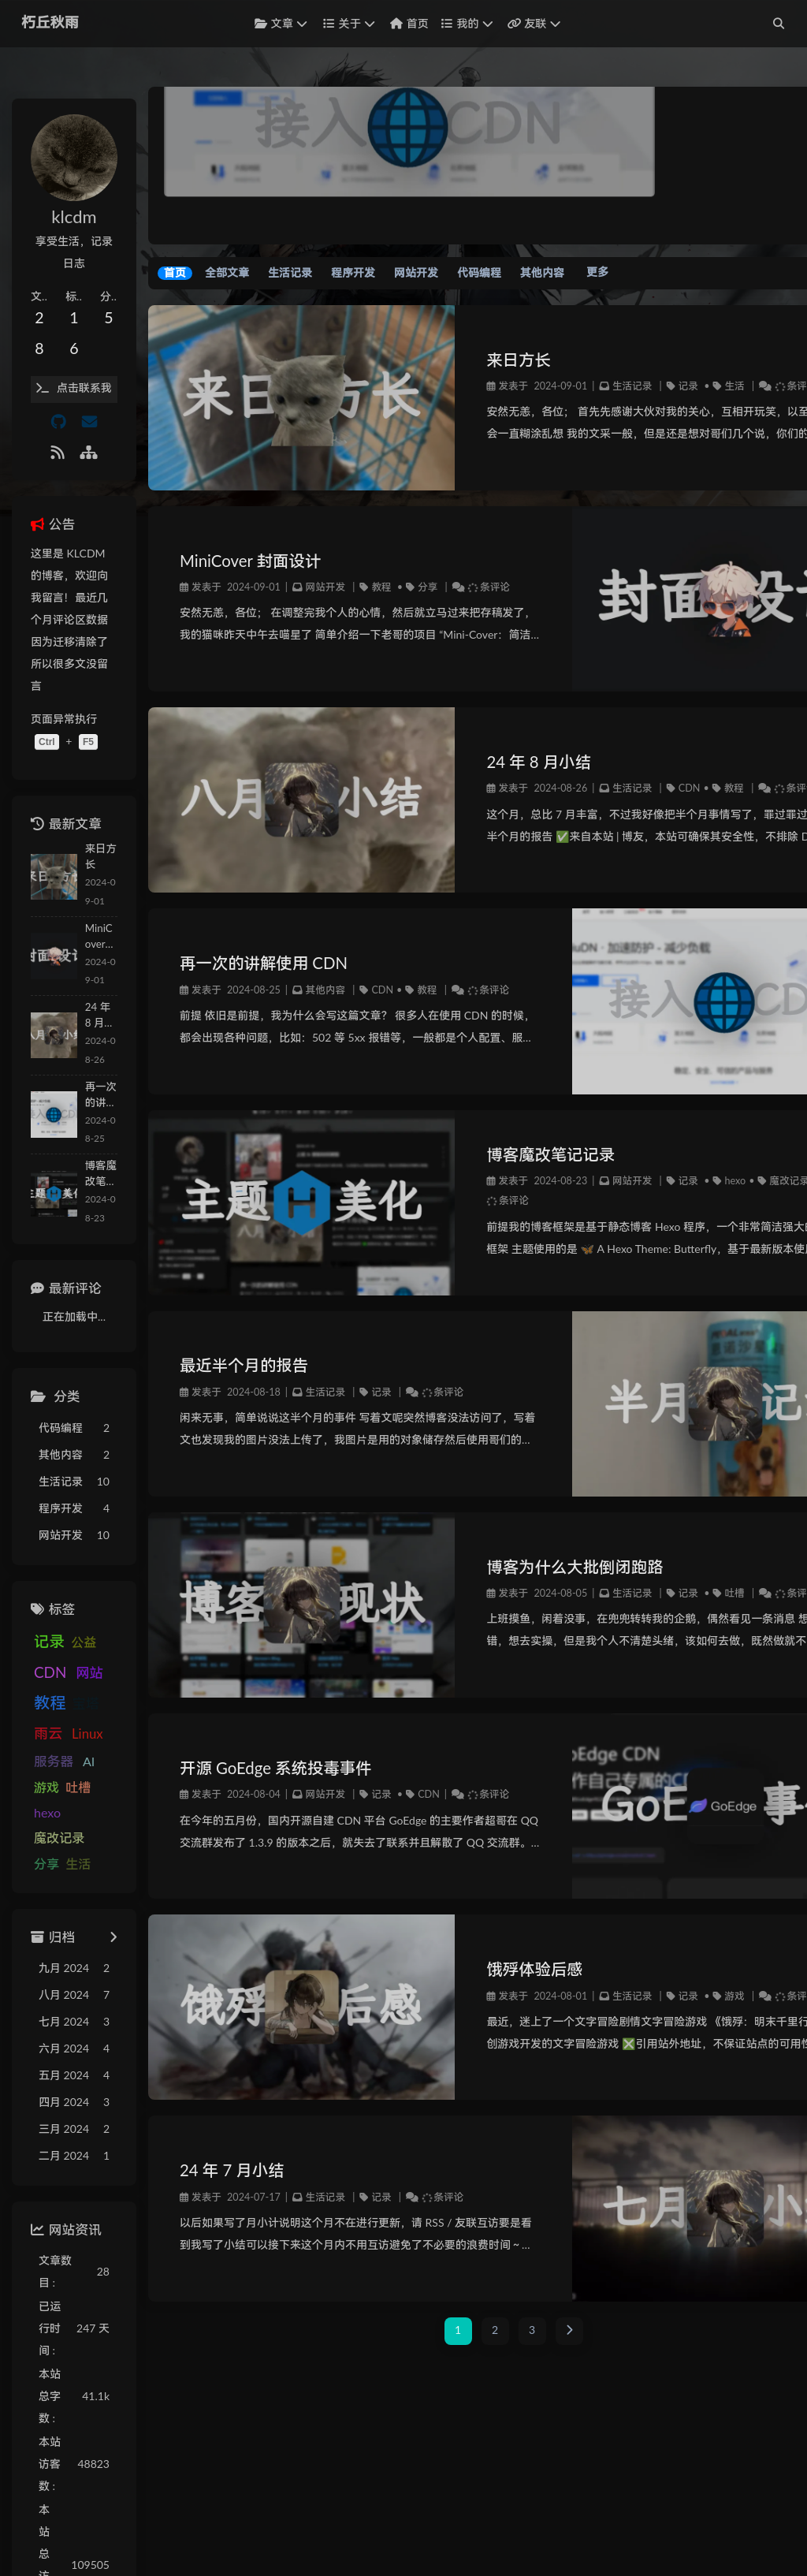 朽丘秋雨
文章
关于
首页
我的
友联
klcdm
享受生活，记录
日志
文..
标..
分..
2
8
1
6
5
点击联系我
公告
这里是 KLCDM
的博客，欢迎向
我留言！最近几
个月评论区数据
因为迁移清除了
所以很多文没留
言
页面异常执行
Ctrl + F5
最新文章
来日方
长
2024-0
9-01
MiniC
over...
2024-0
9-01
24 年
8 月...
2024-0
8-26
再一次
的讲...
2024-0
8-25
博客魔
改笔...
2024-0
8-23
最新评论
正在加载中...
分类
代码编程 2
其他内容 2
生活记录 10
程序开发 4
网站开发 10
标签
记录 公益
CDN 网站
教程
雨云 Linux
服务器 AI
游戏 吐槽
hexo
魔改记录
分享 生活
归档
九月 2024 2
八月 2024 7
七月 2024 3
六月 2024 4
五月 2024 4
四月 2024 3
三月 2024 2
二月 2024 1
网站资讯
文章数
目 :
28
已运
行时
间 :
247 天
本站
总字
数 :
41.1k
本站
访客
数 :
48823
本
站
总
109505
接入 CDN
首页 全部文章 生活记录 程序开发 网站开发 代码编程 其他内容 更多
来日方长
来日方长
发表于 2024-09-01 | 生活记录 | 记录 • 生活 | 条评
安然无恙，各位； 首先先感谢大伙对我的关心，互相开玩笑，以至
会一直糊涂乱想 我的文采一般，但是还是想对哥们几个说，你们的
MiniCover 封面设计
发表于 2024-09-01 | 网站开发 | 教程 • 分享 | 条评论
安然无恙，各位； 在调整完我个人的心情，然后就立马过来把存稿发了，
我的猫咪昨天中午去喵星了 简单介绍一下老哥的项目 “Mini-Cover：简洁...
封面设计
八月小结
24 年 8 月小结
发表于 2024-08-26 | 生活记录 | CDN • 教程 | 条评
这个月，总比 7 月丰富，不过我好像把半个月事情写了，罪过罪过
半个月的报告 ✅来自本站 | 博友，本站可确保其安全性，不排除 D
再一次的讲解使用 CDN
发表于 2024-08-25 | 其他内容 | CDN • 教程 | 条评论
前提 依旧是前提，我为什么会写这篇文章？ 很多人在使用 CDN 的时候，
都会出现各种问题，比如：502 等 5xx 报错等，一般都是个人配置、服...
uDN · 加速防护 - 减少负载
接入 CD
主题美化
博客魔改笔记记录
发表于 2024-08-23 | 网站开发 | 记录 • hexo • 魔改记录
条评论
前提我的博客框架是基于静态博客 Hexo 程序，一个非常简洁强大的
框架 主题使用的是 🦋 A Hexo Theme: Butterfly，基于最新版本使用
最近半个月的报告
发表于 2024-08-18 | 生活记录 | 记录 | 条评论
闲来无事，简单说说这半个月的事件 写着文呢突然博客没法访问了，写着
文也发现我的图片没法上传了，我图片是用的对象储存然后使用哥们的...
半月记
博客现状
博客为什么大批倒闭跑路
发表于 2024-08-05 | 生活记录 | 记录 • 吐槽 | 条评
上班摸鱼，闲着没事，在兜兜转转我的企鹅，偶然看见一条消息 想
错，想去实操，但是我个人不清楚头绪，该如何去做，既然做就不
开源 GoEdge 系统投毒事件
发表于 2024-08-04 | 网站开发 | 记录 • CDN | 条评论
在今年的五月份，国内开源自建 CDN 平台 GoEdge 的主要作者超哥在 QQ
交流群发布了 1.3.9 的版本之后，就失去了联系并且解散了 QQ 交流群。...
oEdge CDN
作自己专属的C
GoE
GoEdge
事件
饿殍后感
饿殍体验后感
发表于 2024-08-01 | 生活记录 | 记录 • 游戏 | 条评
最近，迷上了一个文字冒险剧情文字冒险游戏 《饿殍：明末千里行
创游戏开发的文字冒险游戏 ❎引用站外地址，不保证站点的可用性
24 年 7 月小结
发表于 2024-07-17 | 生活记录 | 记录 | 条评论
以后如果写了月小计说明这个月不在进行更新，请 RSS / 友联互访要是看
到我写了小结可以接下来这个月内不用互访避免了不必要的浪费时间 ~ ...
七月小
1 2 3